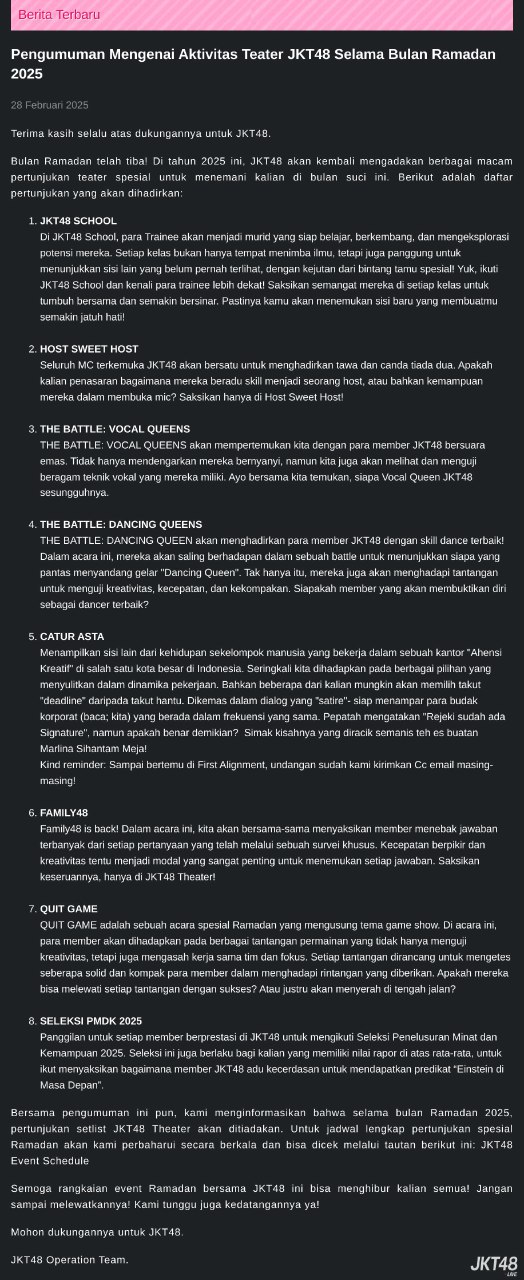 Berita Terbaru
Pengumuman Mengenai Aktivitas Teater JKT48 Selama Bulan Ramadan
2025
28 Februari 2025
Terima kasih selalu atas dukungannya untuk JKT48.
Bulan Ramadan telah tiba! Di tahun 2025 ini, JKT48 akan kembali mengadakan berbagai macam
pertunjukan teater spesial untuk menemani kalian di bulan suci ini. Berikut adalah daftar
pertunjukan yang akan dihadirkan:
1. JKT48 SCHOOL
Di JKT48 School, para Trainee akan menjadi murid yang siap belajar, berkembang, dan mengeksplorasi
potensi mereka. Setiap kelas bukan hanya tempat menimba ilmu, tetapi juga panggung untuk
menunjukkan sisi lain yang belum pernah terlihat, dengan kejutan dari bintang tamu spesial! Yuk, ikuti
JKT48 School dan kenali para trainee lebih dekat! Saksikan semangat mereka di setiap kelas untuk
tumbuh bersama dan semakin bersinar. Pastinya kamu akan menemukan sisi baru yang membuatmu
semakin jatuh hati!
2. HOST SWEET HOST
Seluruh MC terkemuka JKT48 akan bersatu untuk menghadirkan tawa dan canda tiada dua. Apakah
kalian penasaran bagaimana mereka beradu skill menjadi seorang host, atau bahkan kemampuan
mereka dalam membuka mic? Saksikan hanya di Host Sweet Host!
3. THE BATTLE: VOCAL QUEENS
THE BATTLE: VOCAL QUEENS akan mempertemukan kita dengan para member JKT48 bersuara
emas. Tidak hanya mendengarkan mereka bernyanyi, namun kita juga akan melihat dan menguji
beragam teknik vokal yang mereka miliki. Ayo bersama kita temukan, siapa Vocal Queen JKT48
sesungguhnya.
4. THE BATTLE: DANCING QUEENS
THE BATTLE: DANCING QUEEN akan menghadirkan para member JKT48 dengan skill dance terbaik!
Dalam acara ini, mereka akan saling berhadapan dalam sebuah battle untuk menunjukkan siapa yang
pantas menyandang gelar "Dancing Queen". Tak hanya itu, mereka juga akan menghadapi tantangan
untuk menguji kreativitas, kecepatan, dan kekompakan. Siapakah member yang akan membuktikan diri
sebagai dancer terbaik?
5. CATUR ASTA
Menampilkan sisi lain dari kehidupan sekelompok manusia yang bekerja dalam sebuah kantor "Ahensi
Kreatif" di salah satu kota besar di Indonesia. Seringkali kita dihadapkan pada berbagai pilihan yang
menyulitkan dalam dinamika pekerjaan. Bahkan beberapa dari kalian mungkin akan memilih takut
"deadline" daripada takut hantu. Dikemas dalam dialog yang "satire"- siap menampar para budak
korporat (baca; kita) yang berada dalam frekuensi yang sama. Pepatah mengatakan "Rejeki sudah ada
Signature", namun apakah benar demikian? Simak kisahnya yang diracik semanis teh es buatan
Marlina Sihantam Meja!
Kind reminder: Sampai bertemu di First Alignment, undangan sudah kami kirimkan Cc email masing-
masing!
6. FAMILY48
Family48 is back! Dalam acara ini, kita akan bersama-sama menyaksikan member menebak jawaban
terbanyak dari setiap pertanyaan yang telah melalui sebuah survei khusus. Kecepatan berpikir dan
kreativitas tentu menjadi modal yang sangat penting untuk menemukan setiap jawaban. Saksikan
keseruannya, hanya di JKT48 Theater!
7. QUIT GAME
QUIT GAME adalah sebuah acara spesial Ramadan yang mengusung tema game show. Di acara ini,
para member akan dihadapkan pada berbagai tantangan permainan yang tidak hanya menguji
kreativitas, tetapi juga mengasah kerja sama tim dan fokus. Setiap tantangan dirancang untuk mengetes
seberapa solid dan kompak para member dalam menghadapi rintangan yang diberikan. Apakah mereka
bisa melewati setiap tantangan dengan sukses? Atau justru akan menyerah di tengah jalan?
8. SELEKSI PMDK 2025
Panggilan untuk setiap member berprestasi di JKT48 untuk mengikuti Seleksi Penelusuran Minat dan
Kemampuan 2025. Seleksi ini juga berlaku bagi kalian yang memiliki nilai rapor di atas rata-rata, untuk
ikut menyaksikan bagaimana member JKT48 adu kecerdasan untuk mendapatkan predikat “Einstein di
Masa Depan”.
Bersama pengumuman ini pun, kami menginformasikan bahwa selama bulan Ramadan 2025,
pertunjukan setlist JKT48 Theater akan ditiadakan. Untuk jadwal lengkap pertunjukan spesial
Ramadan akan kami perbaharui secara berkala dan bisa dicek melalui tautan berikut ini: JKT48
Event Schedule
Semoga rangkaian event Ramadan bersama JKT48 ini bisa menghibur kalian semua! Jangan
sampai melewatkannya! Kami tunggu juga kedatangannya ya!
Mohon dukungannya untuk JKT48.
JKT48 Operation Team.
JKT48
LIVE